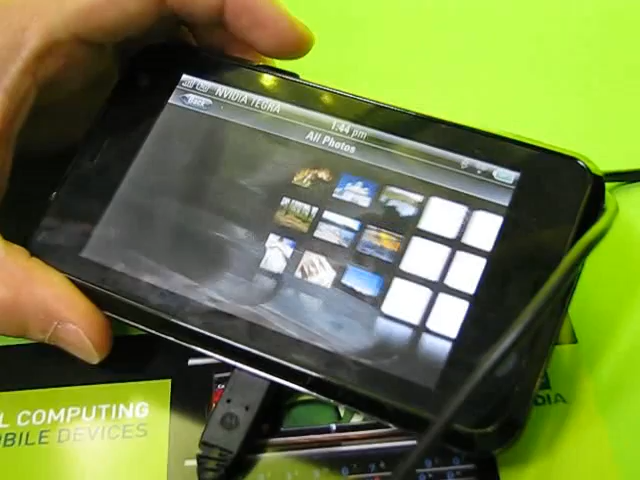 NVIDIA TEGRA
1:44 pm
Back
All Photos
L COMPUTING
OBILE DEVICES
IDIA